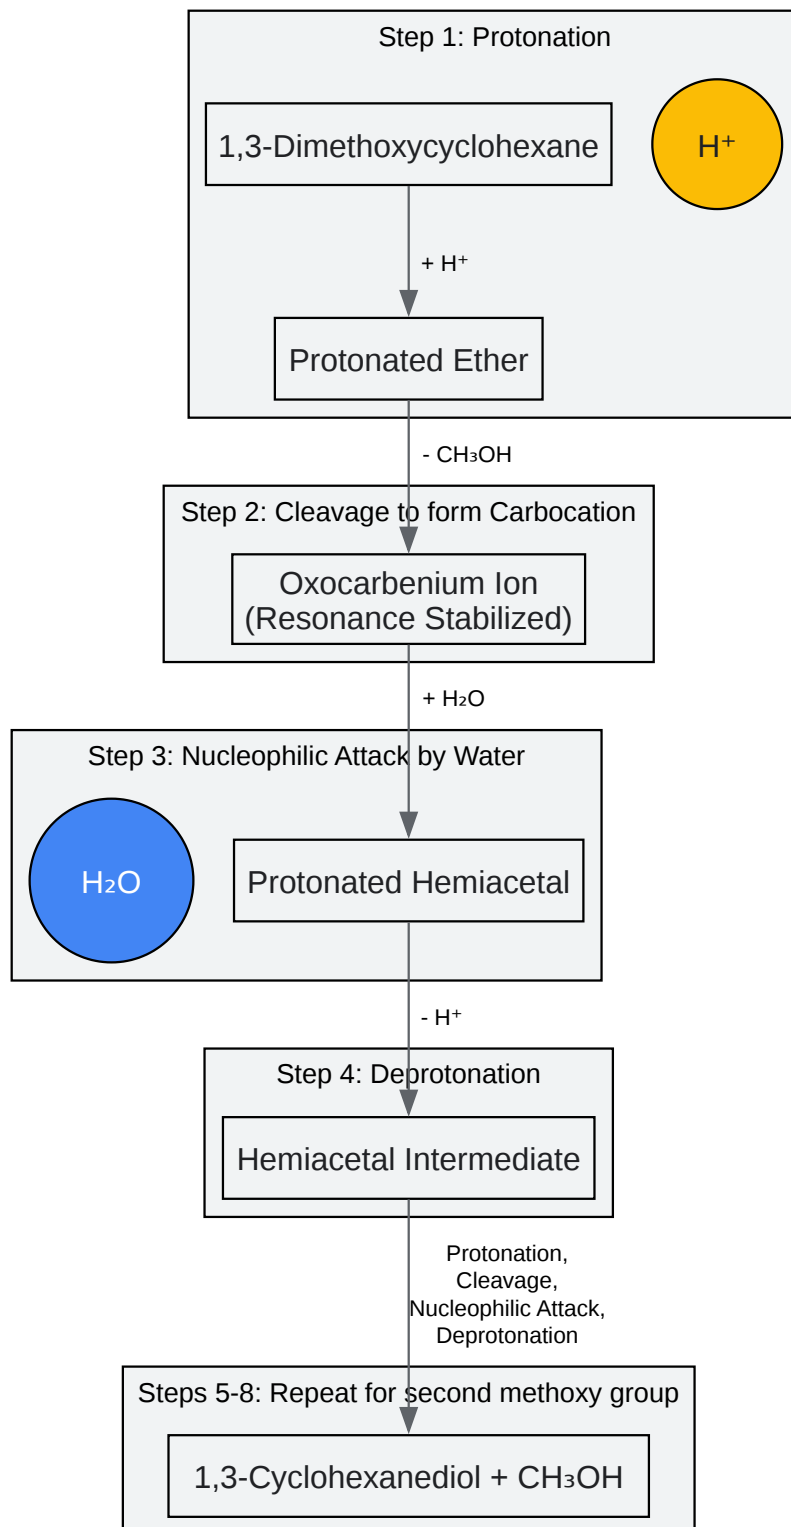 Step 1: Protonation
1,3-Dimethoxycyclohexane
H⁺
+ H⁺
Protonated Ether
- CH₃OH
Step 2: Cleavage to form Carbocation
Oxocarbenium Ion
(Resonance Stabilized)
+ H₂O
Step 3: Nucleophilic Attack by Water
H₂O
Protonated Hemiacetal
- H⁺
Step 4: Deprotonation
Hemiacetal Intermediate
Protonation,
Cleavage,
Nucleophilic Attack,
Deprotonation
Steps 5-8: Repeat for second methoxy group
1,3-Cyclohexanediol + CH₃OH